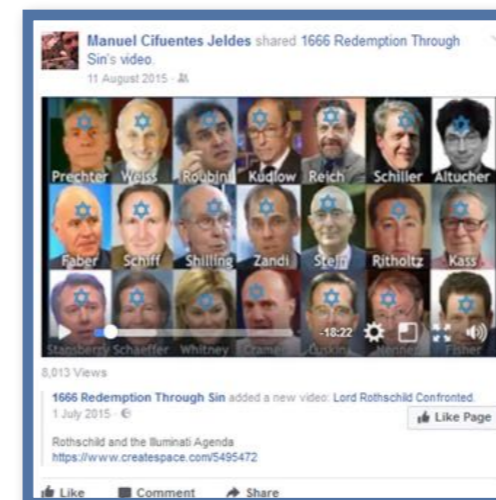 Manuel Cifuentes Jeldes shared 1666 Redemption Through
Sin's video.
11 August 2015 ·
Prechter Weiss Roubini Kudlow Reich Schiller Altucher
Faber Schiff Shilling Zandi Stein Ritholtz Kass
-18:22
Stansberry Schaeffer Whitney Cramer Cuskin Nenner Fisher
8,013 Views
1666 Redemption Through Sin added a new video: Lord Rothschild Confronted.
1 July 2015 ·
Like Page
Rothschild and the Illuminati Agenda
https://www.createspace.com/5495472
Like Comment Share